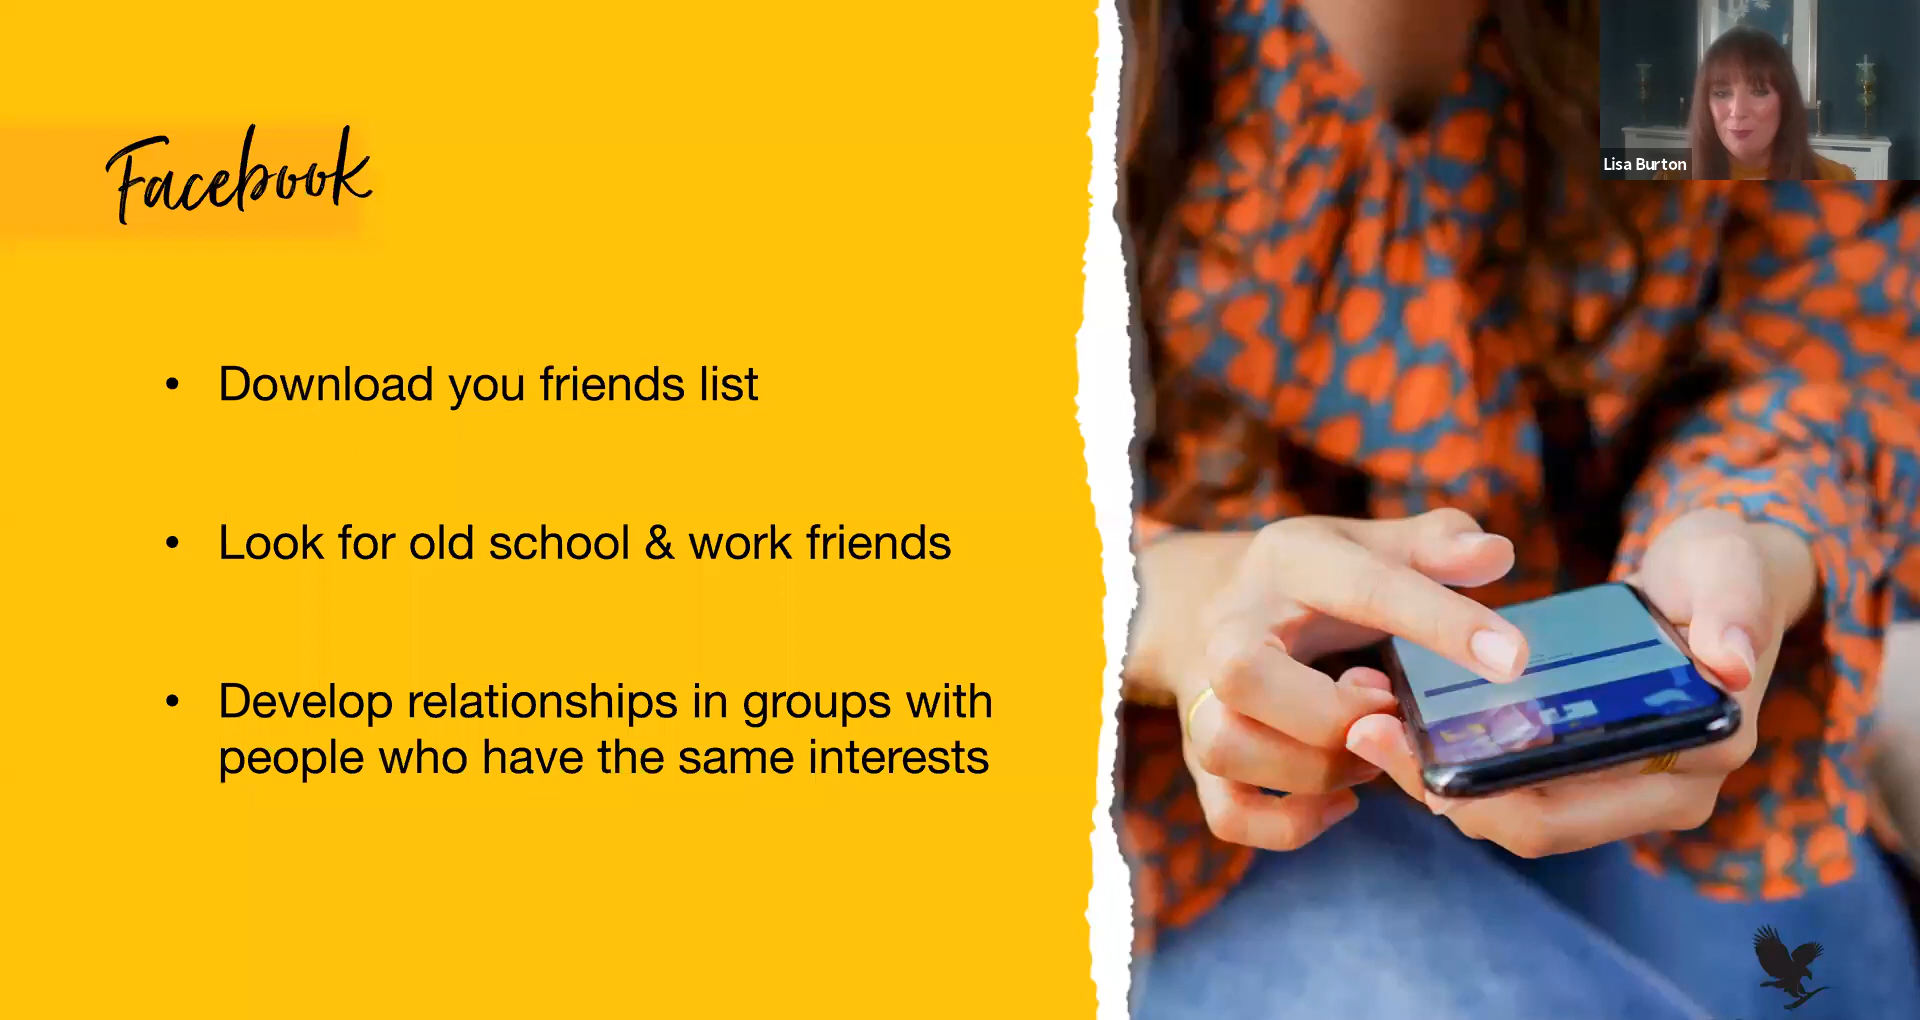 Facebook
Lisa Burton
• Download you friends list
• Look for old school & work friends
• Develop relationships in groups with
people who have the same interests